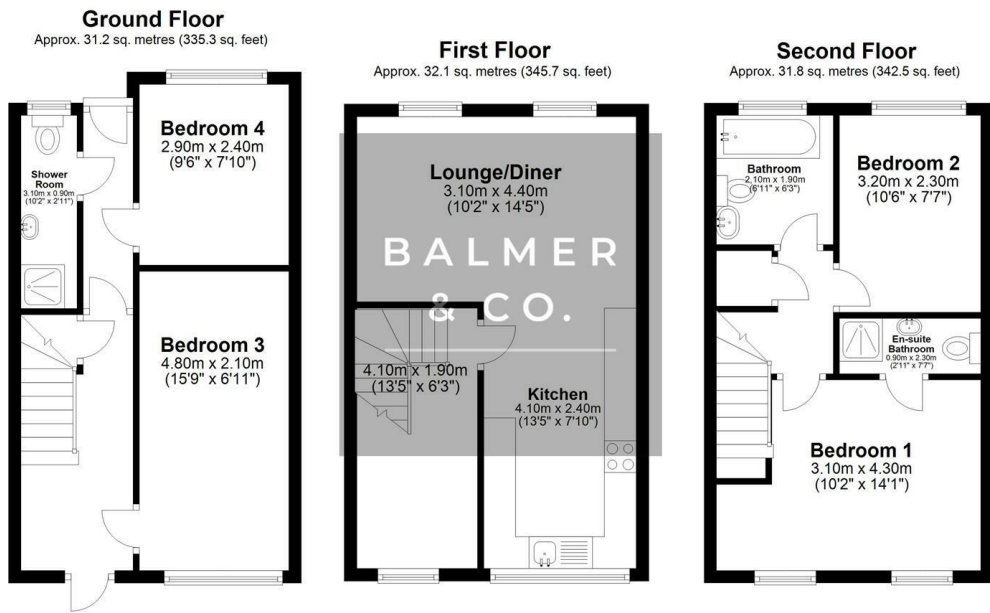 Ground Floor
Approx. 31.2 sq. metres (335.3 sq. feet)
Bedroom 4
2.90m x 2.40m
(9'6" x 7'10")
Shower
Room
3.10m x 0.90m
(10'2" x 2'11")
Bedroom 3
4.80m x 2.10m
(15'9" x 6'11")
First Floor
Approx. 32.1 sq. metres (345.7 sq. feet)
Lounge/Diner
3.10m x 4.40m
(10'2" x 14'5")
BALMER
& CO.
4.10m x 1.90m
(13'5" x 6'3")
Kitchen
4.10m x 2.40m
(13'5" x 7'10")
Second Floor
Approx. 31.8 sq. metres (342.5 sq. feet)
Bathroom
2.10m x 1.90m
(6'11" x 6'3")
Bedroom 2
3.20m x 2.30m
(10'6" x 7'7")
En-suite
Bathroom
0.90m x 2.30m
(2'11" x 7'7")
Bedroom 1
3.10m x 4.30m
(10'2" x 14'1")